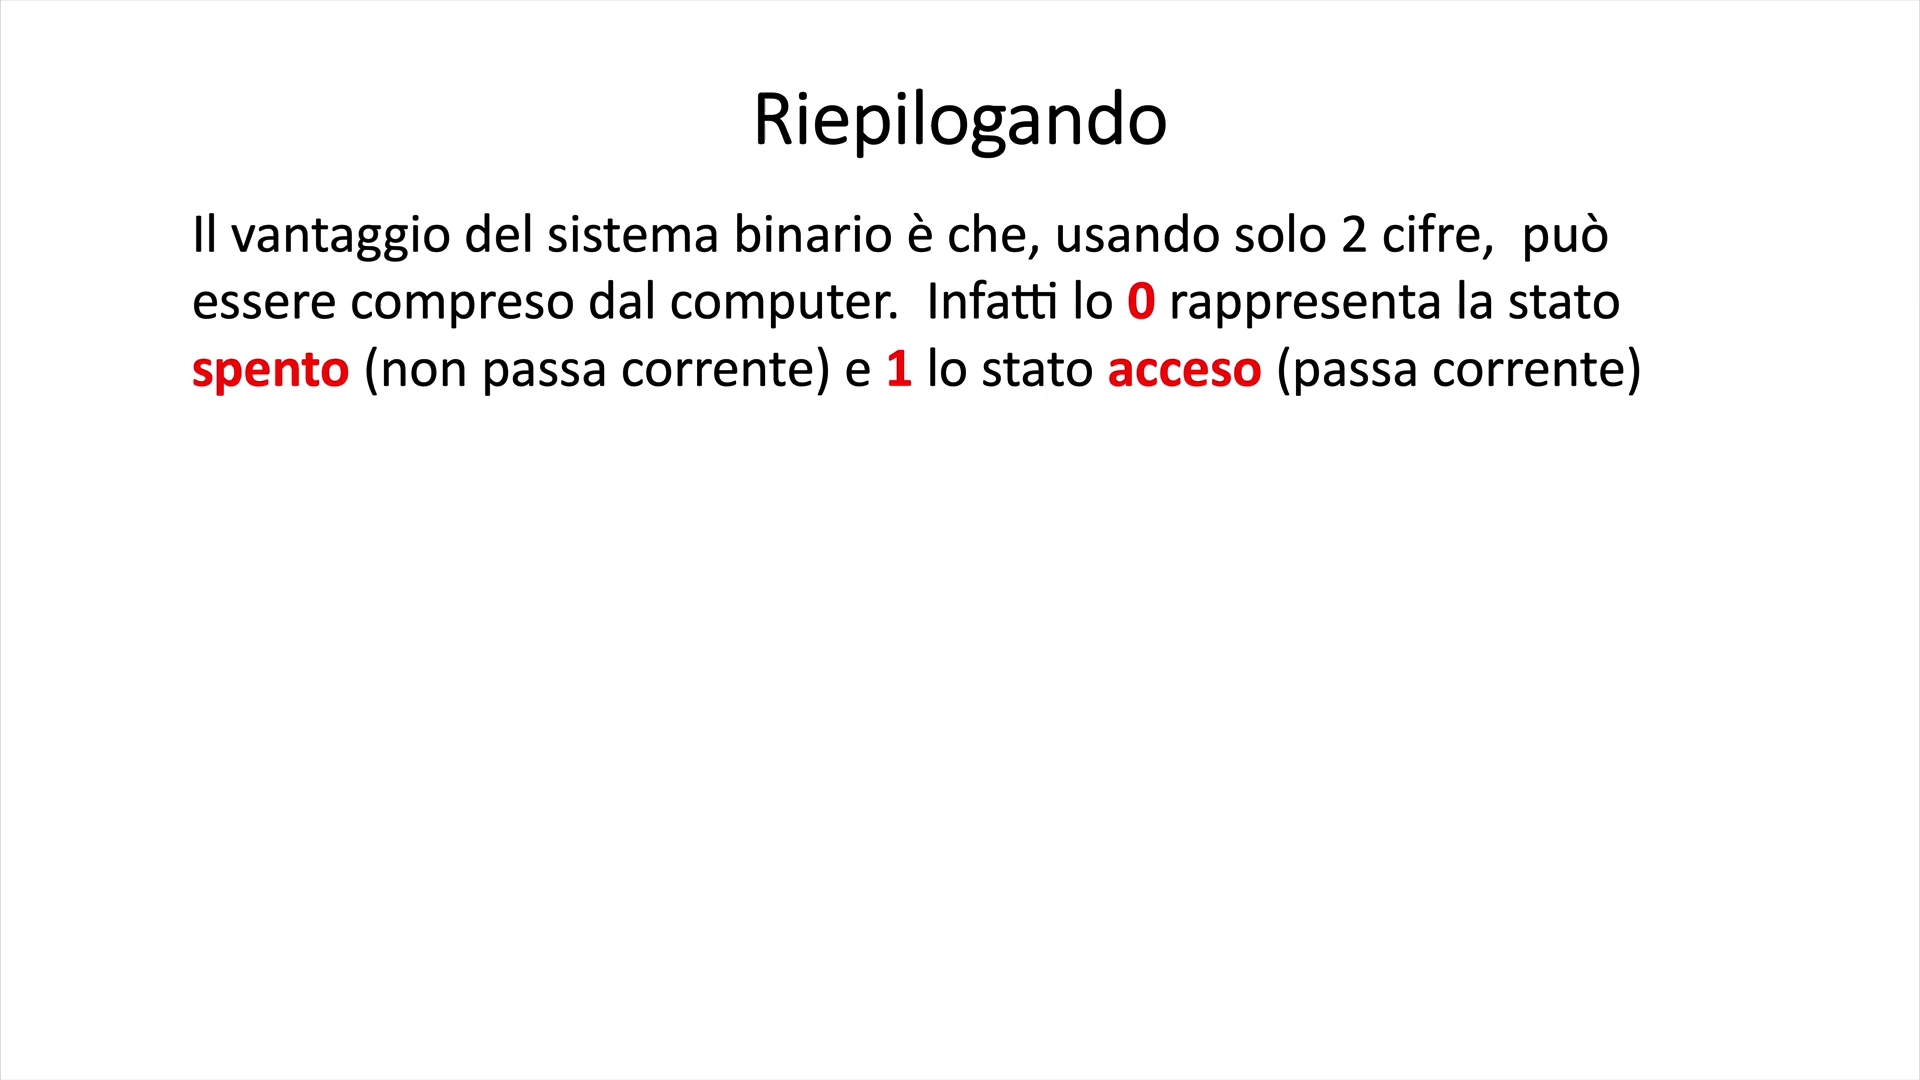 Riepilogando
Il vantaggio del sistema binario è che, usando solo 2 cifre,  può
essere compreso dal computer.  Infatti lo 0 rappresenta la stato
spento (non passa corrente) e 1 lo stato acceso (passa corrente)